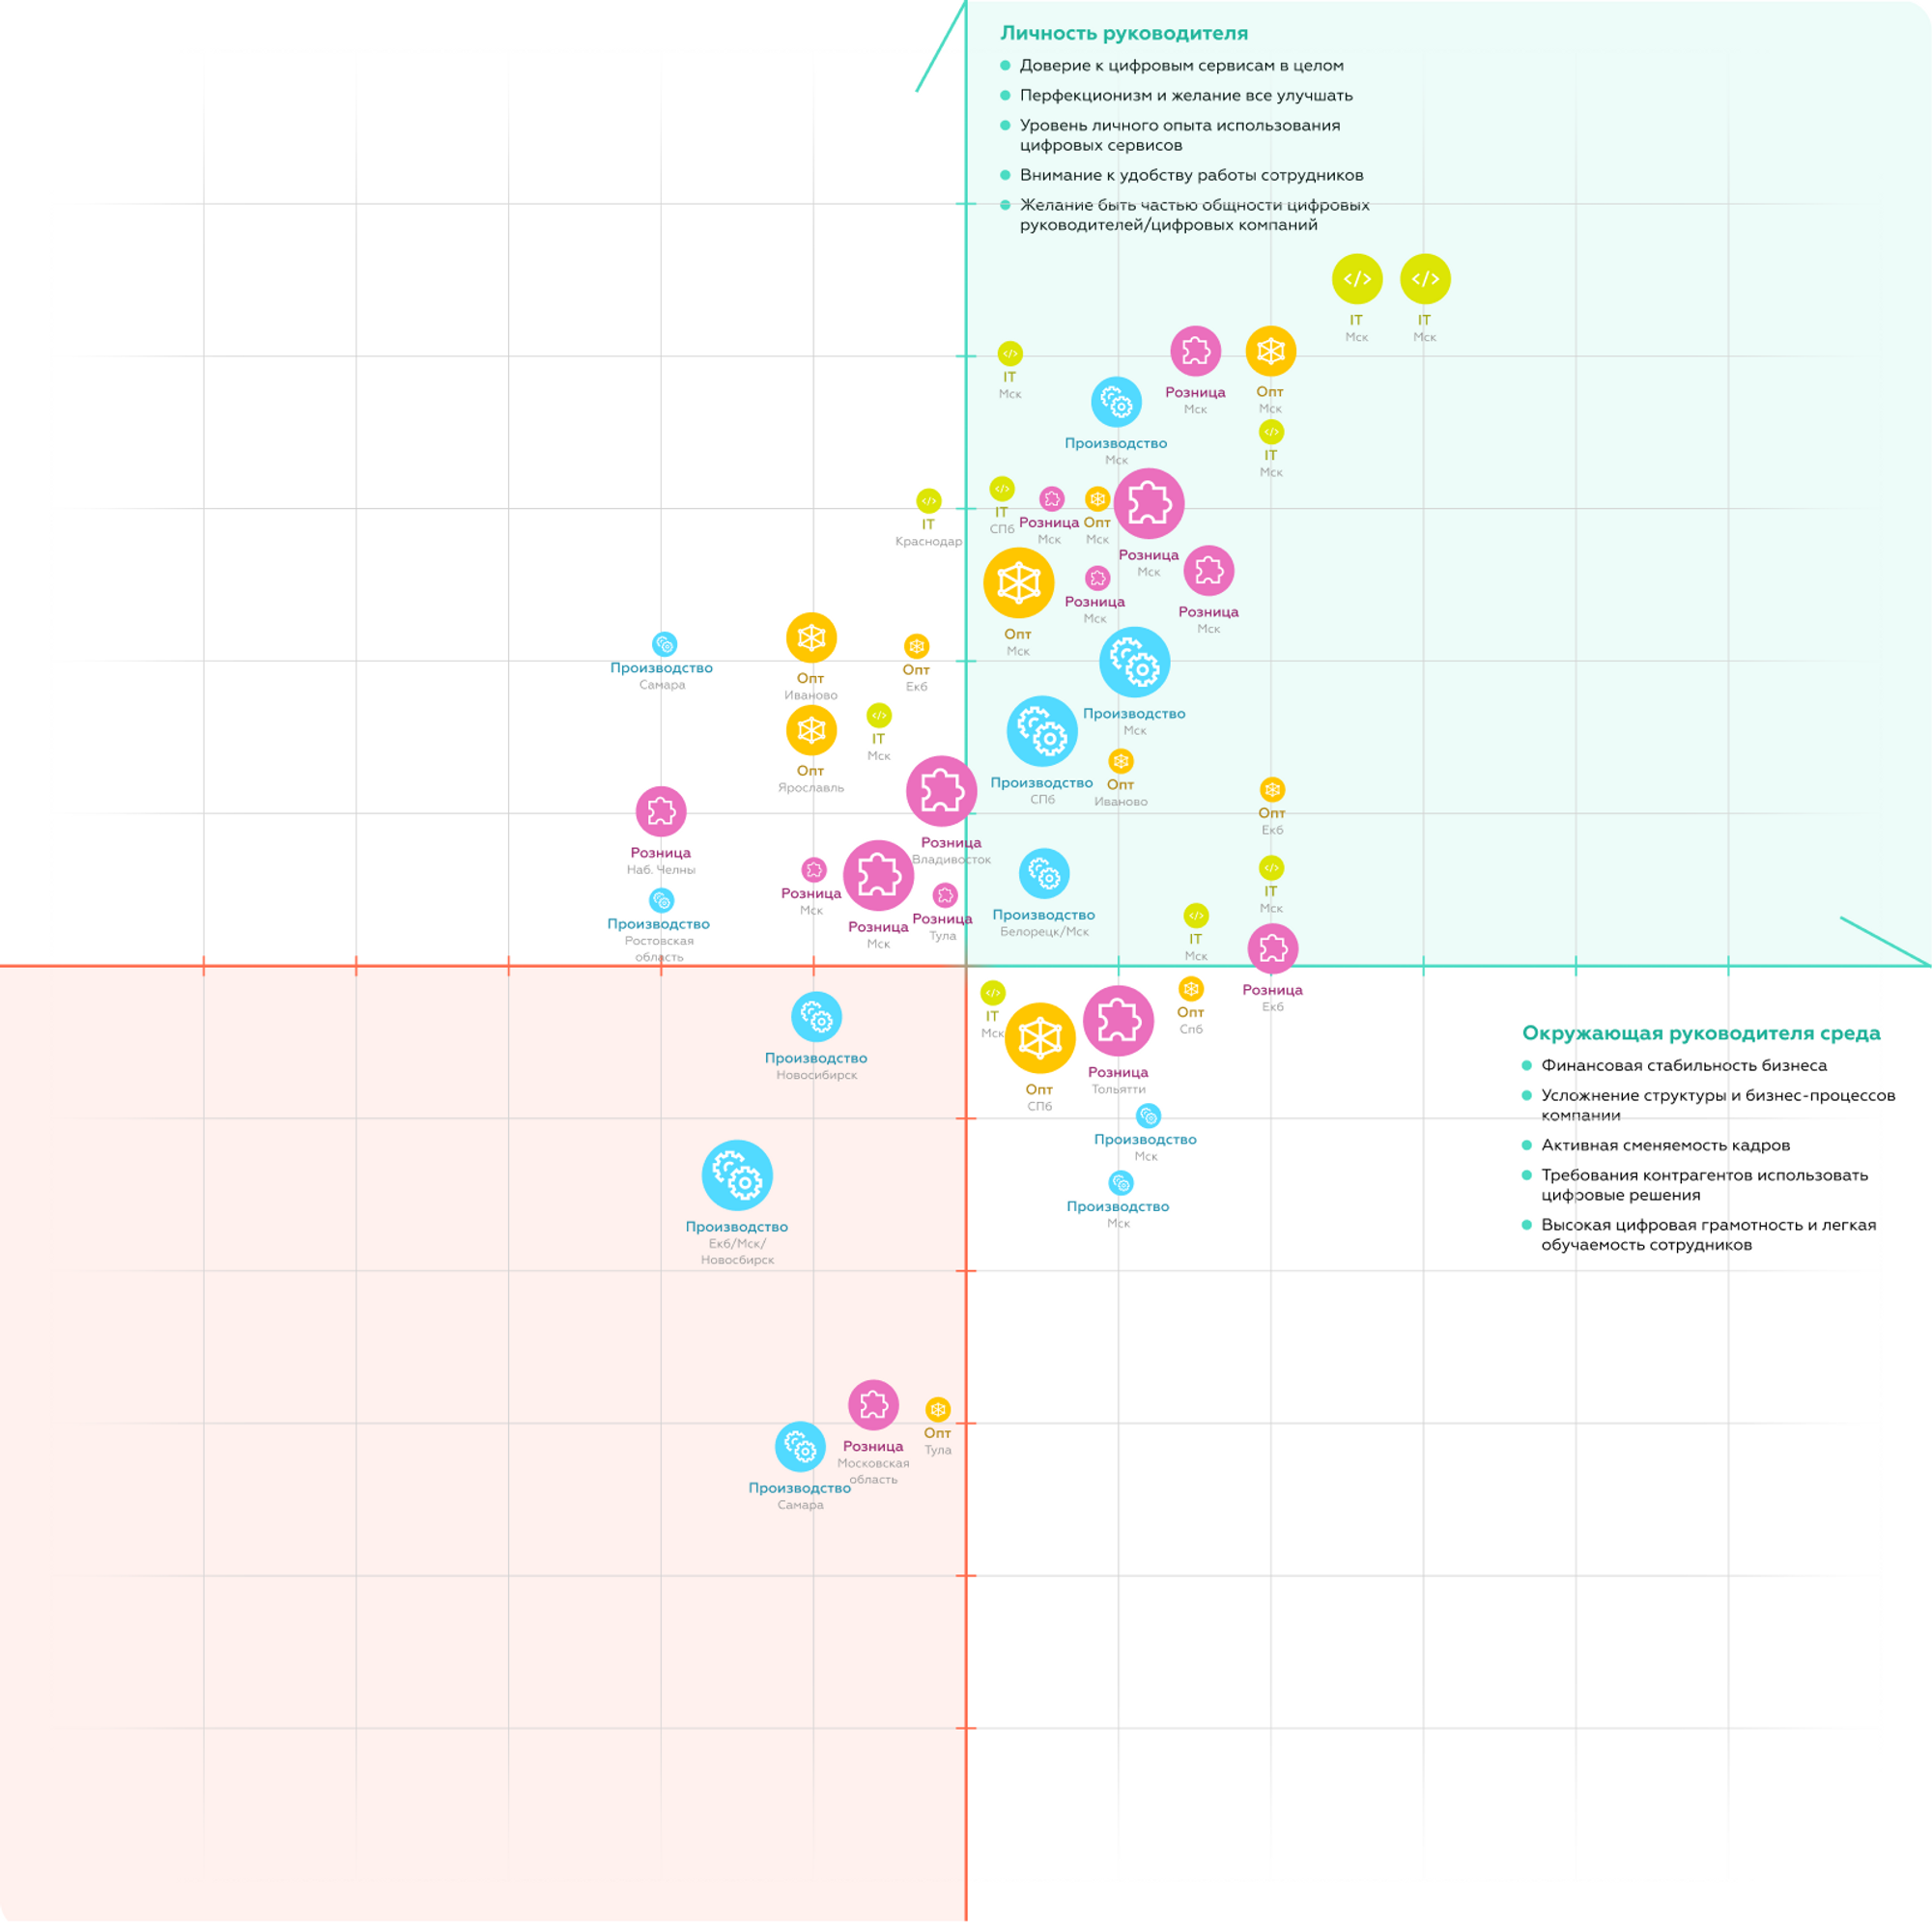 Личность руководителя
Доверие к цифровым сервисам в целом
Перфекционизм и желание все улучшать
Уровень личного опыта использования
цифровых сервисов
Внимание к удобству работы сотрудников
Желание быть частью общности цифровых
руководителей/цифровых компаний
IT
Мск
IT
Мск
IT
Мск
Розница
Мск
Опт
Мск
Производство
Мск
IT
Мск
IT
Краснодар
IT
СПб
Розница
Мск
Опт
Мск
Розница
Мск
Опт
Мск
Розница
Мск
Розница
Мск
Производство
Самара
Опт
Иваново
Опт
Екб
Производство
Мск
Опт
Ярославль
IT
Мск
Производство
СПб
Опт
Иваново
Розница
Владивосток
Опт
Екб
Розница
Наб. Челны
Розница
Мск
Розница
Мск
Розница
Тула
Производство
Белорецк/Мск
IT
Мск
Производство
Ростовская
область
IT
Мск
Розница
Екб
Производство
Новосибирск
IT
Мск
Опт
СПб
Розница
Тольятти
Опт
Спб
Производство
Мск
Производство
Мск
Окружающая руководителя среда
Финансовая стабильность бизнеса
Усложнение структуры и бизнес-процессов
компании
Активная сменяемость кадров
Требования контрагентов использовать
цифровые решения
Высокая цифровая грамотность и легкая
обучаемость сотрудников
Производство
Екб/Мск/
Новосбирск
Розница
Московская
область
Опт
Тула
Производство
Самара